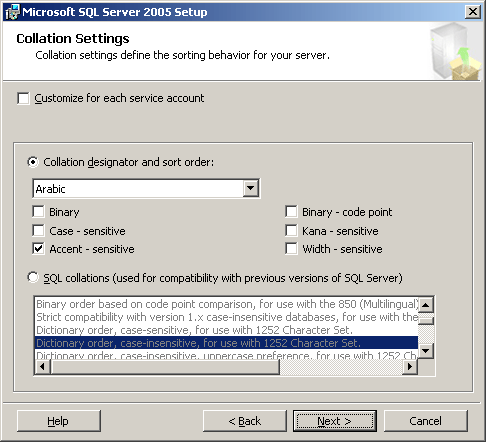 Microsoft SQL Server 2005 Setup
Collation Settings
Collation settings define the sorting behavior for your server.
Customize for each service account
Collation designator and sort order:
Arabic
Binary
Binary - code point
Case - sensitive
Kana - sensitive
Accent - sensitive
Width - sensitive
SQL collations (used for compatibility with previous versions of SQL Server)
Binary order based on code point comparison, for use with the 850 (Multilingual)
Strict compatibility with version 1.x case-insensitive databases, for use with the
Dictionary order, case-sensitive, for use with 1252 Character Set.
Dictionary order, case-insensitive, for use with 1252 Character Set.
Dictionary order, case-insensitive, uppercase preference, for use with 1252 Ch
Help
< Back
Next >
Cancel